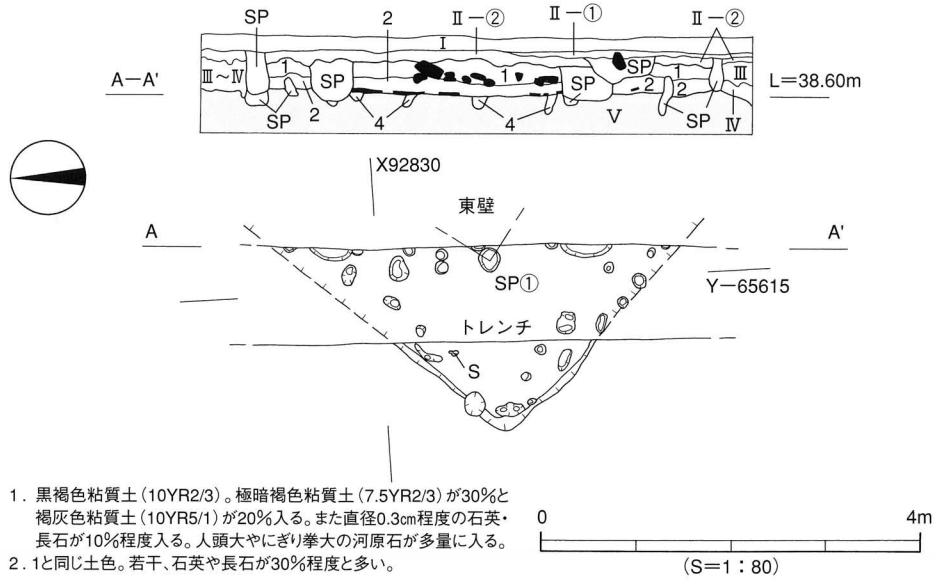 SP
2
Ⅱ－②
Ⅱ－①
Ⅱ－②
Ⅰ
A－A'
Ⅲ～Ⅳ
1
SP
1
SP
SP
1
Ⅲ
2
2
L＝38.60m
SP
2
4
4
Ⅴ
SP
Ⅳ
X92830
東壁
A
A'
SP①
Y－65615
トレンチ
S
1．黒褐色粘質土（10YR2/3）。極暗褐色粘質土（7.5YR2/3）が30％と
褐灰色粘質土（10YR5/1）が20％入る。また直径0.3㎝程度の石英・
長石が10％程度入る。人頭大やにぎり拳大の河原石が多量に入る。
2．1と同じ土色。若干、石英や長石が30％程度と多い。
0
4m
（S＝1：80）